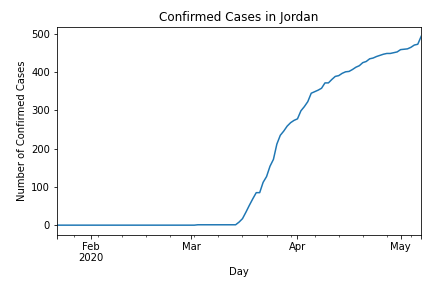 Confirmed Cases in Jordan
500
400
300
200
100
0
Number of Confirmed Cases
Feb
2020
Mar
Apr
May
Day